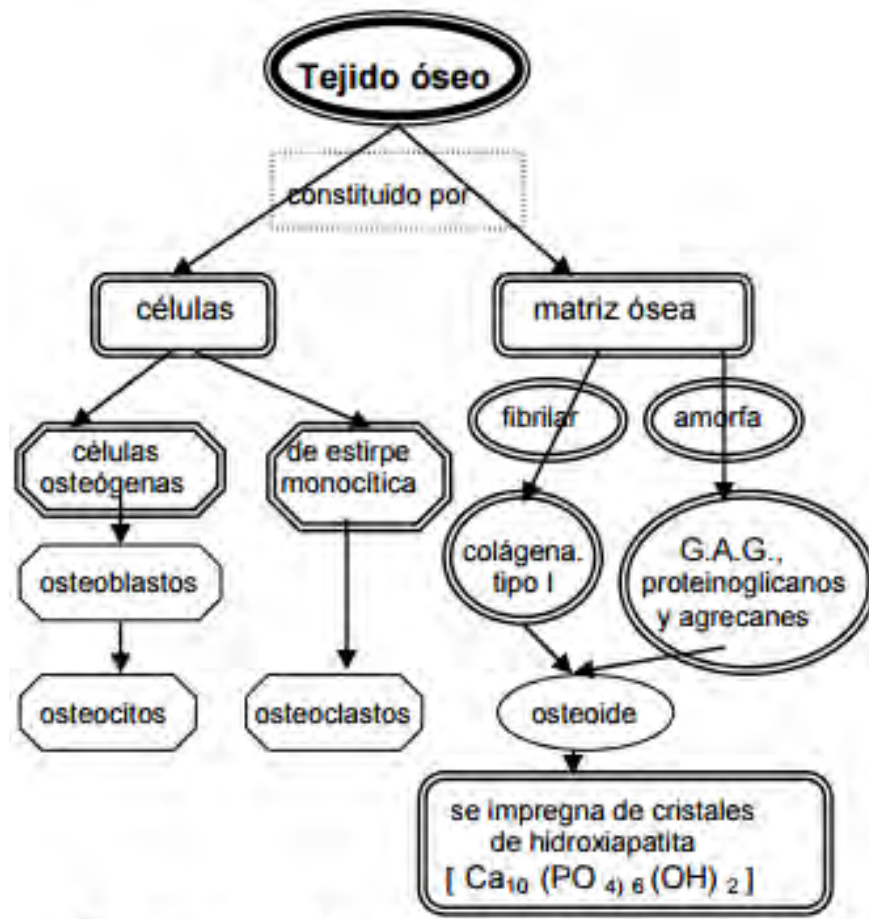 Tejido óseo
constituido por
células
matriz ósea
fibrilar
amorfa
células
osteógenas
de estirpe
monocítica
colágena.
tipo I
G.A.G.,
proteinoglicanos
y agrecanes
osteoblastos
osteocitos
osteoclastos
osteoide
se impregna de cristales
de hidroxiapatita
[ Ca₁₀ (PO ₄₎ ₆ (OH) ₂ ]